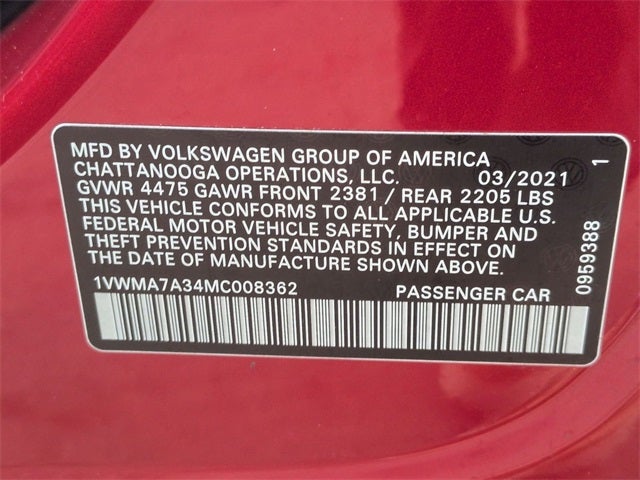 MFD BY VOLKSWAGEN GROUP OF AMERICA
CHATTANOOGA OPERATIONS, LLC. 03/2021
GVWR 4475 GAWR FRONT 2381 / REAR 2205 LBS
THIS VEHICLE CONFORMS TO ALL APPLICABLE U.S.
FEDERAL MOTOR VEHICLE SAFETY, BUMPER AND
THEFT PREVENTION STANDARDS IN EFFECT ON
THE DATE OF MANUFACTURE SHOWN ABOVE.
1VWMA7A34MC008362 PASSENGER CAR
0959388 1